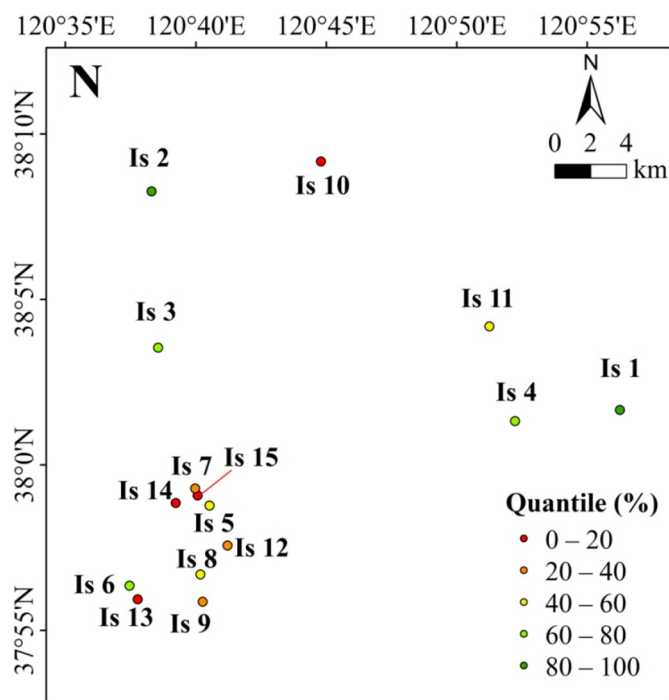 120°35'E 120°40'E 120°45'E 120°50'E 120°55'E
N
N
0 2 4
km
38°10'N
Is 2
Is 10
38°5'N
Is 11
Is 3
Is 1
Is 4
38°0'N
Is 7
Is 15
Is 14
Is 5
Is 12
Is 8
Is 6
Is 13
Is 9
37°55'N
Quantile (%)
0 – 20
20 – 40
40 – 60
60 – 80
80 – 100